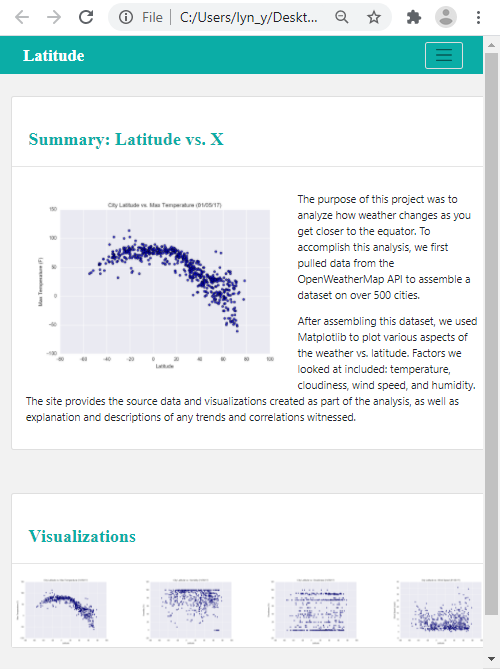 File | C:/Users/lyn_y/Deskt...
Latitude
Summary: Latitude vs. X
City Latitude vs. Max Temperature (01/05/17)
Max Temperature (F)
150
100
50
0
-50
-100
-80 -60 -40 -20 0 20 40 60 80 100
Latitude
The purpose of this project was to
analyze how weather changes as you
get closer to the equator. To
accomplish this analysis, we first
pulled data from the
OpenWeatherMap API to assemble a
dataset on over 500 cities.
After assembling this dataset, we used
Matplotlib to plot various aspects of
the weather vs. latitude. Factors we
looked at included: temperature,
cloudiness, wind speed, and humidity.
The site provides the source data and visualizations created as part of the analysis, as well as
explanation and descriptions of any trends and correlations witnessed.
Visualizations